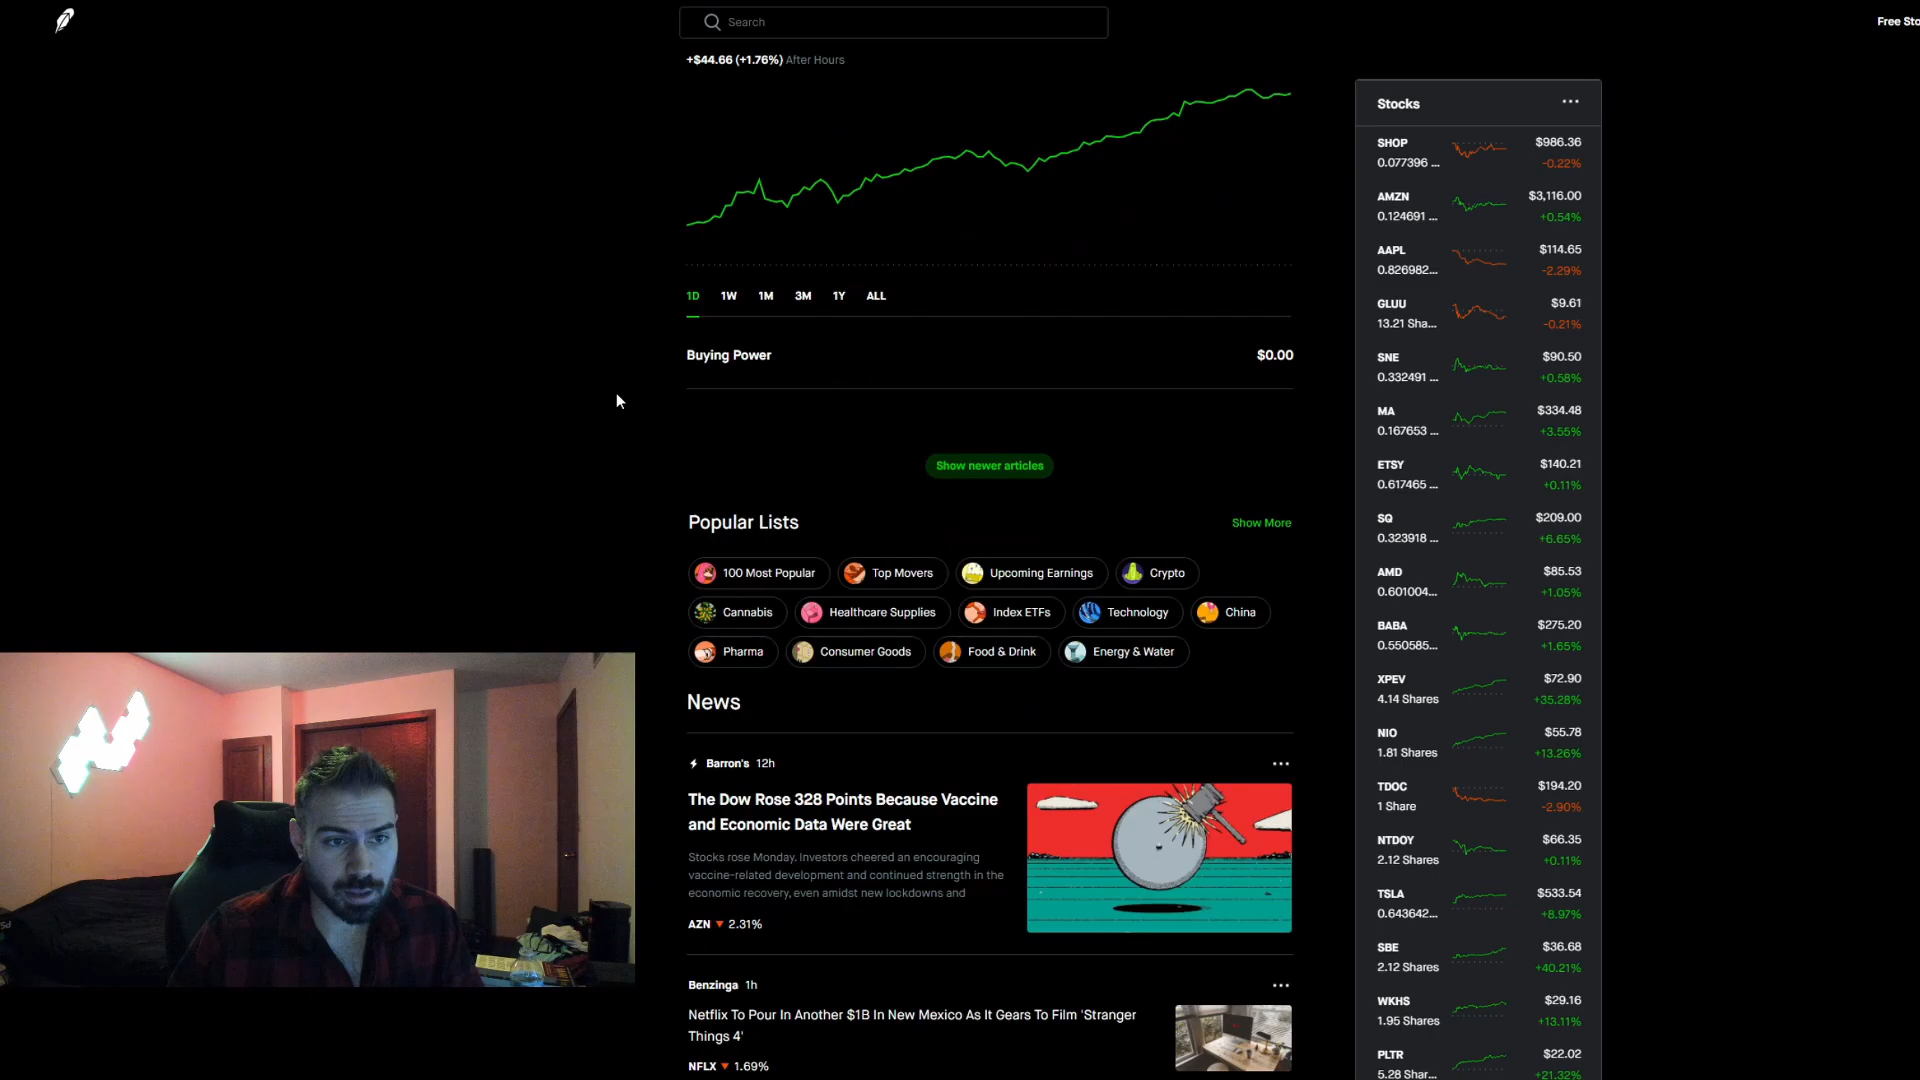 Search
Free Sto
+$44.66 (+1.76%) After Hours
1D 1W 1M 3M 1Y ALL
Buying Power $0.00
Show newer articles
Popular Lists Show More
100 Most Popular Top Movers Upcoming Earnings Crypto
Cannabis Healthcare Supplies Index ETFs Technology China
Pharma Consumer Goods Food & Drink Energy & Water
News
Barron's 12h
The Dow Rose 328 Points Because Vaccine
and Economic Data Were Great
Stocks rose Monday. Investors cheered an encouraging
vaccine-related development and continued strength in the
economic recovery, even amidst new lockdowns and
AZN 2.31%
Benzinga 1h
Netflix To Pour In Another $1B In New Mexico As It Gears To Film 'Stranger
Things 4'
NFLX 1.69%
Stocks
SHOP $986.36
0.077396 ... -0.22%
AMZN $3,116.00
0.124691 ... +0.54%
AAPL $114.65
0.826982... -2.29%
GLUU $9.61
13.21 Sha... -0.21%
SNE $90.50
0.332491 ... +0.58%
MA $334.48
0.167653 ... +3.55%
ETSY $140.21
0.617465 ... +0.11%
SQ $209.00
0.323918 ... +6.65%
AMD $85.53
0.601004... +1.05%
BABA $275.20
0.550585... +1.65%
XPEV $72.90
4.14 Shares +35.28%
NIO $55.78
1.81 Shares +13.26%
TDOC $194.20
1 Share -2.90%
NTDOY $66.35
2.12 Shares +0.11%
TSLA $533.54
0.643642... +8.97%
SBE $36.68
2.12 Shares +40.21%
WKHS $29.16
1.95 Shares +13.11%
PLTR $22.02
5.28 Shar... +21.32%